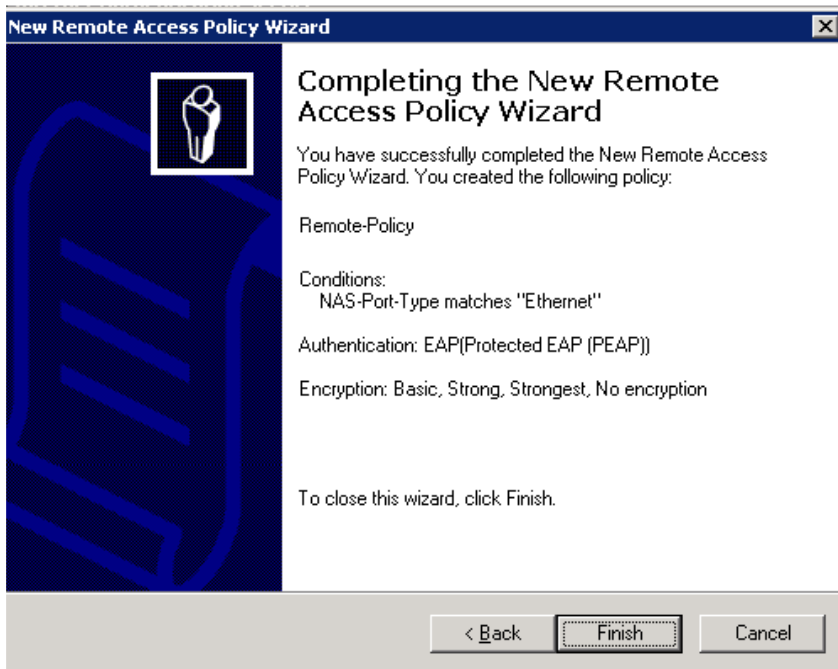 New Remote Access Policy Wizard
Completing the New Remote
Access Policy Wizard
You have successfully completed the New Remote Access
Policy Wizard. You created the following policy:
Remote-Policy
Conditions:
NAS-Port-Type matches "Ethernet"
Authentication: EAP(Protected EAP (PEAP))
Encryption: Basic, Strong, Strongest, No encryption
To close this wizard, click Finish.
< Back Finish Cancel